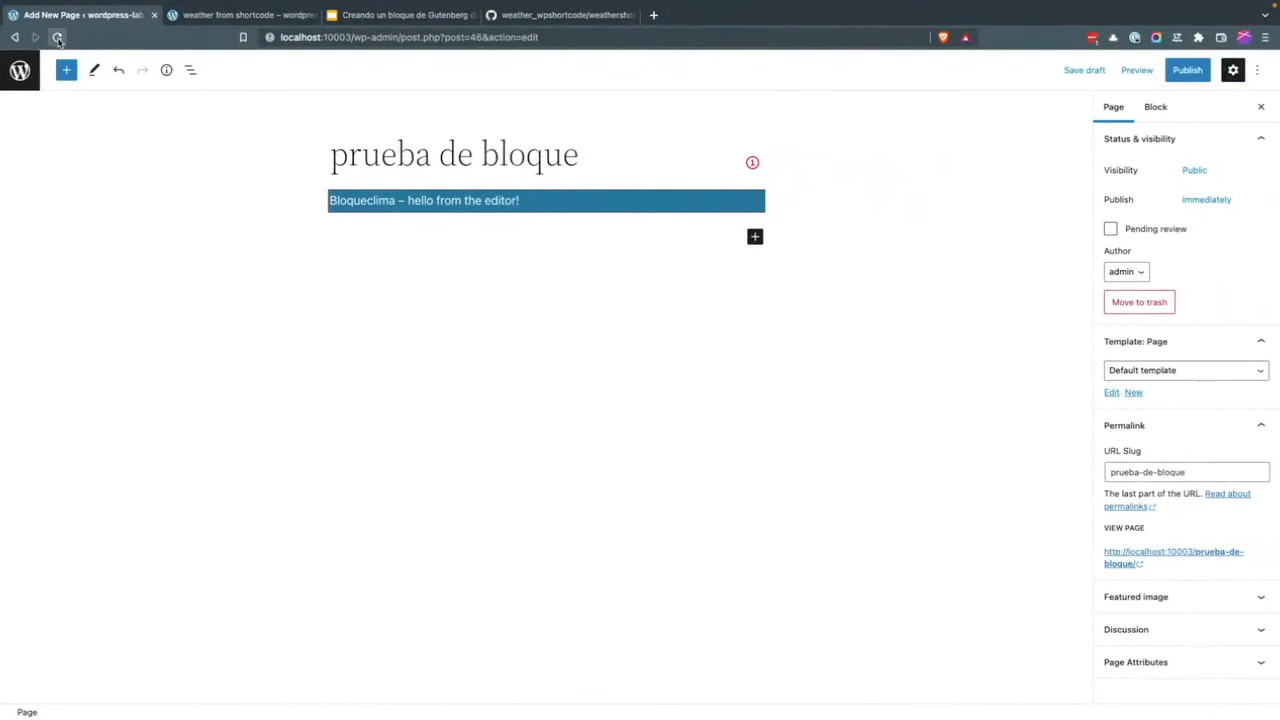 Add New Page ‹ wordpress-lab
weather from shortcode – wordpre
Creando un bloque de Gutenberg d
weather_wpshortcode/weathershor
localhost:10003/wp-admin/post.php?post=46&action=edit
Save draft
Preview
Publish
Page
Block
Status & visibility
prueba de bloque
1
Visibility
Public
Bloqueclima – hello from the editor!
Publish
Immediately
Pending review
Author
admin
Move to trash
Template: Page
Default template
Edit
New
Permalink
URL Slug
prueba-de-bloque
The last part of the URL. Read about
permalinks
VIEW PAGE
http://localhost:10003/prueba-de-
bloque/
Featured image
Discussion
Page Attributes
Page